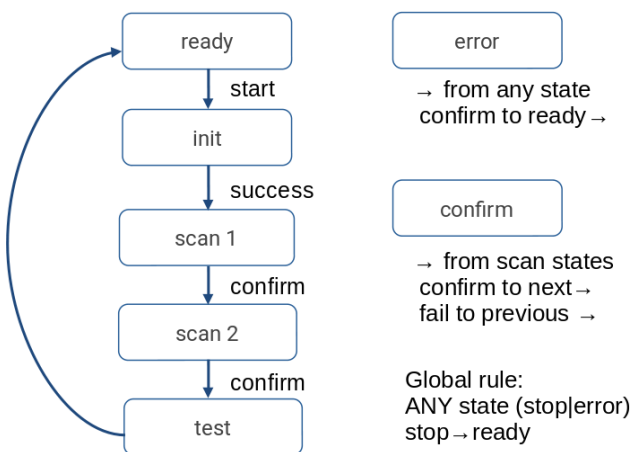 ready
start
init
success
scan 1
confirm
scan 2
confirm
test
error
→ from any state
confirm to ready→
confirm
→ from scan states
confirm to next→
fail to previous →
Global rule:
ANY state (stop|error)
stop→ready